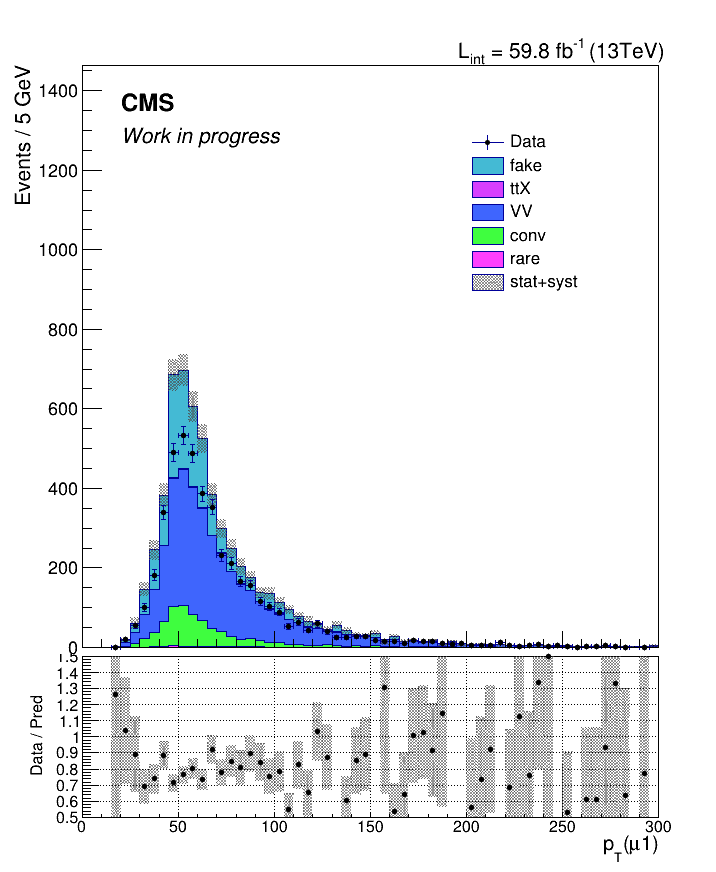 L_int = 59.8 fb^-1 (13TeV)
Events / 5 GeV
1400
1200
1000
800
600
400
200
0
CMS
Work in progress
Data
fake
ttX
VV
conv
rare
stat+syst
Data / Pred
1.5
1.4
1.3
1.2
1.1
1
0.9
0.8
0.7
0.6
0.5
0 50 100 150 200 250 300
p_T(μ1)